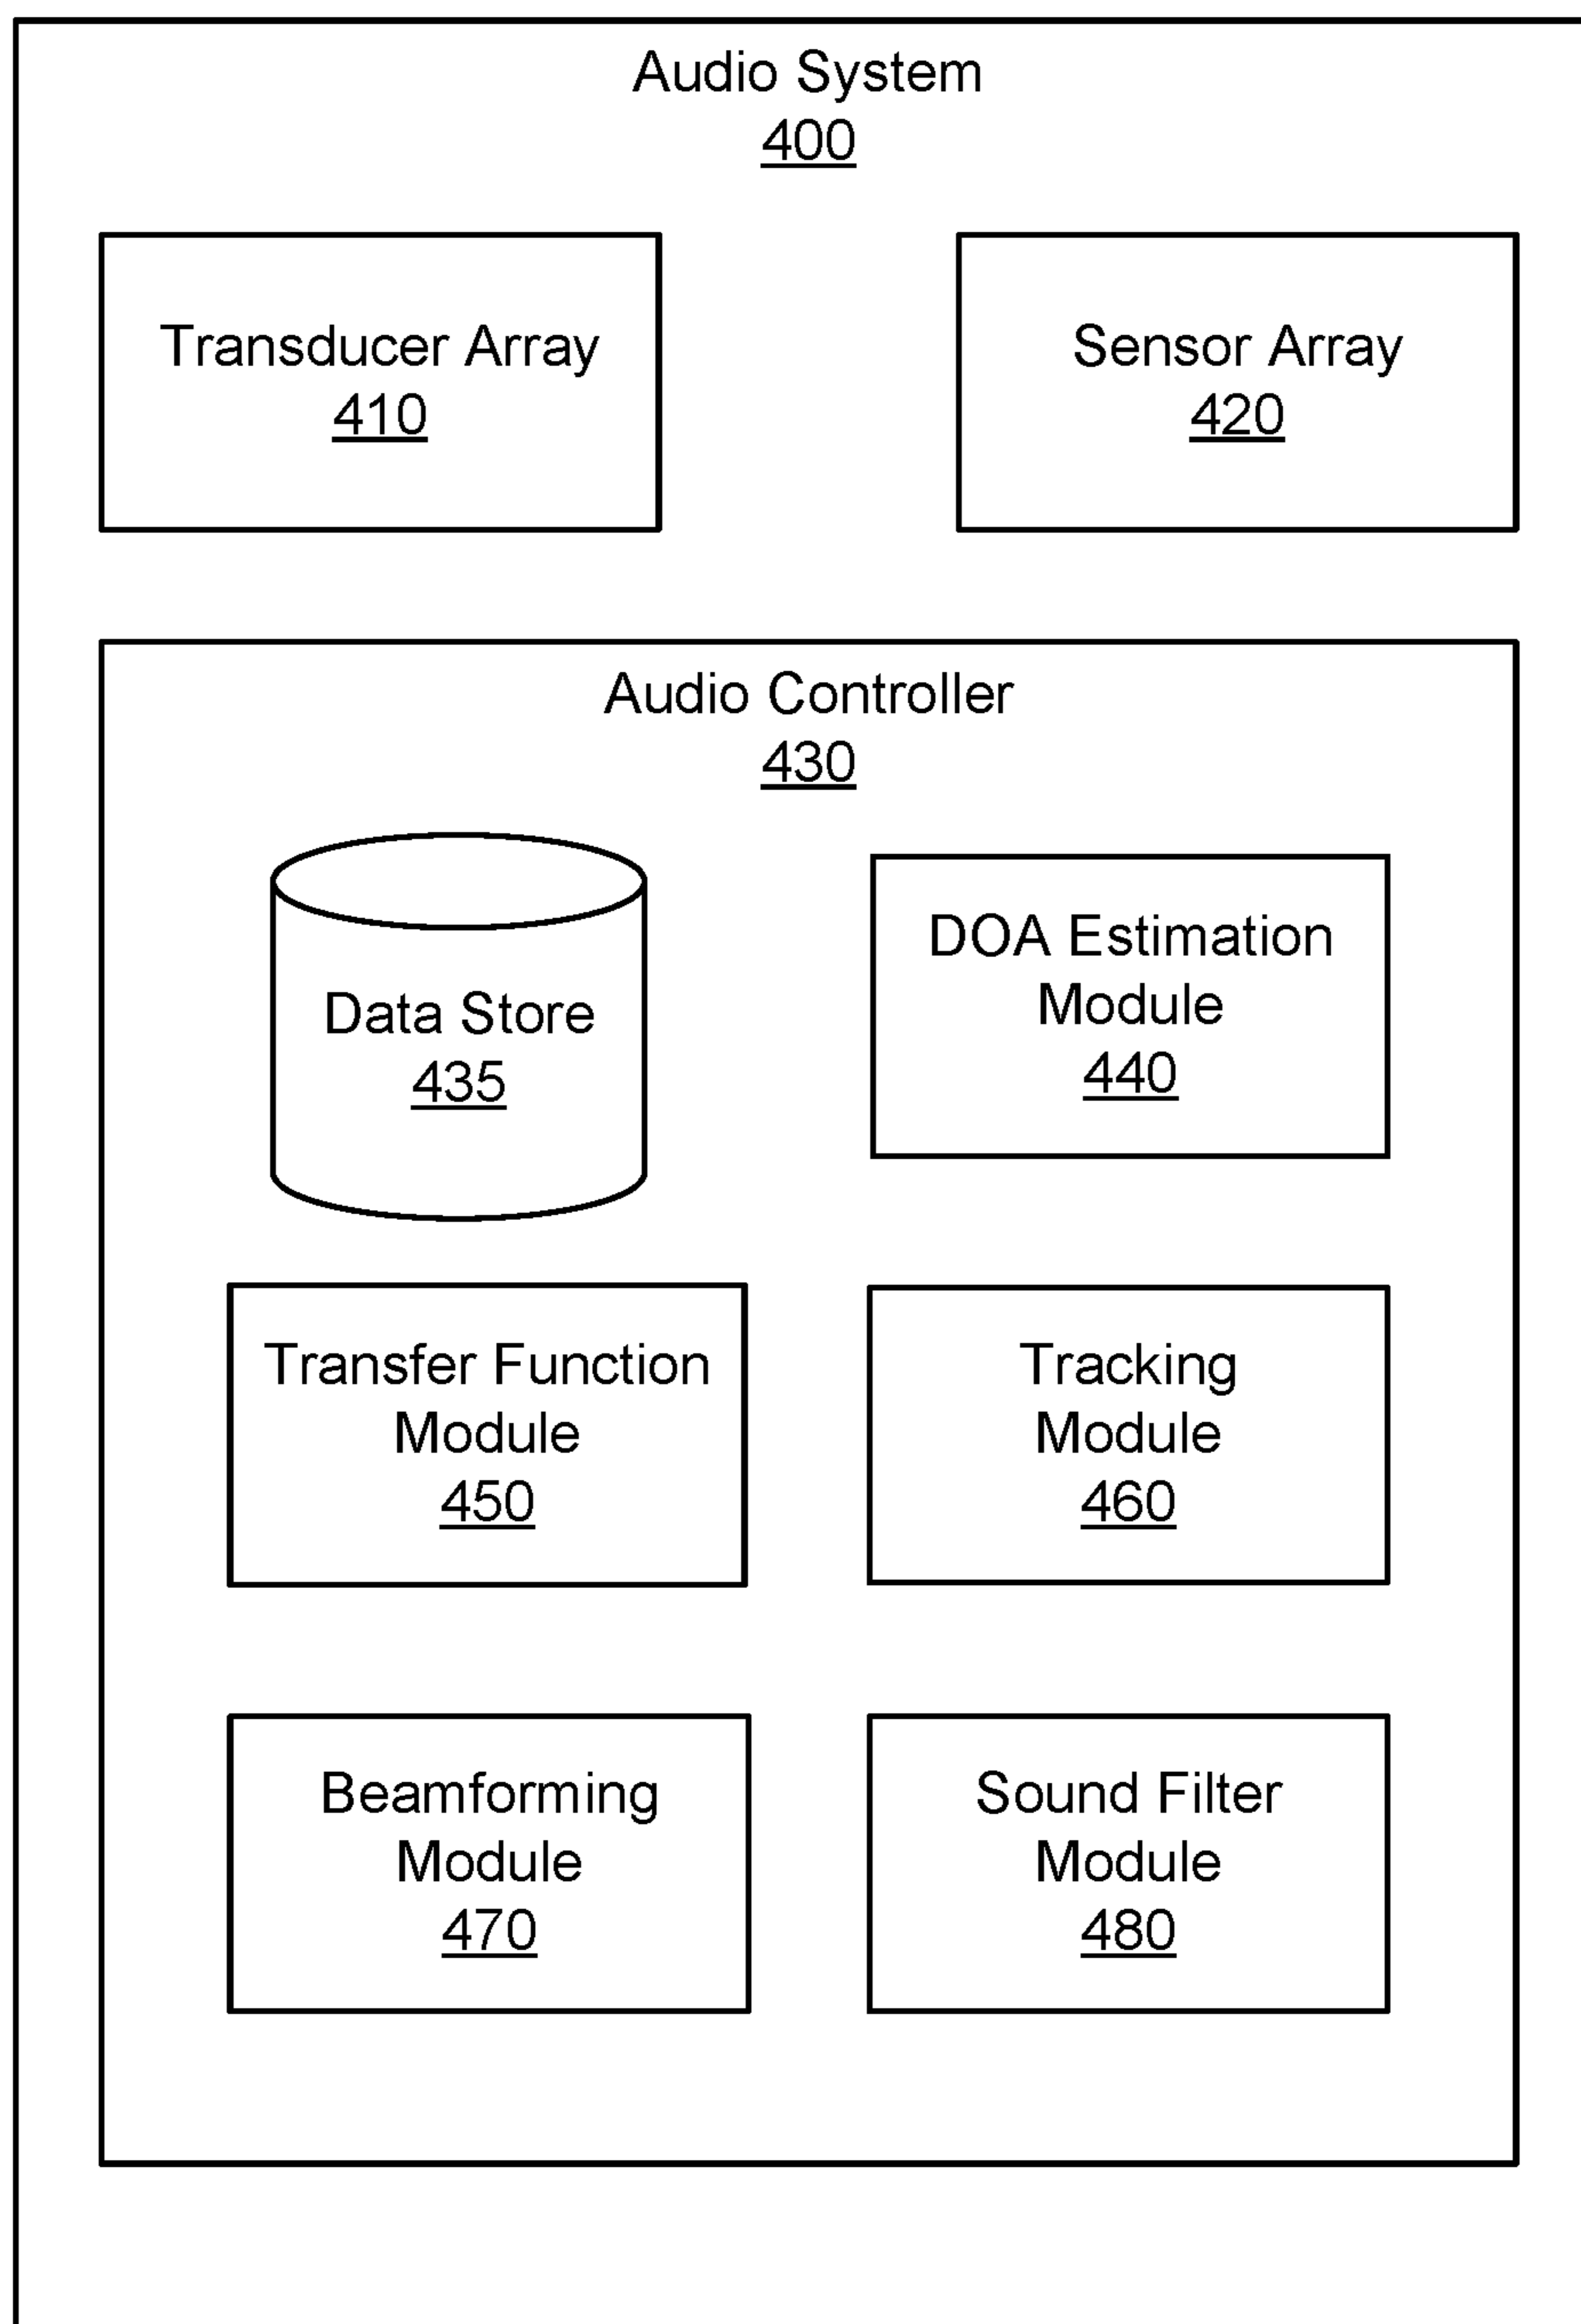 Audio System
400
Transducer Array
410
Sensor Array
420
Audio Controller
430
Data Store
435
DOA Estimation
Module
440
Transfer Function
Module
450
Tracking
Module
460
Beamforming
Module
470
Sound Filter
Module
480